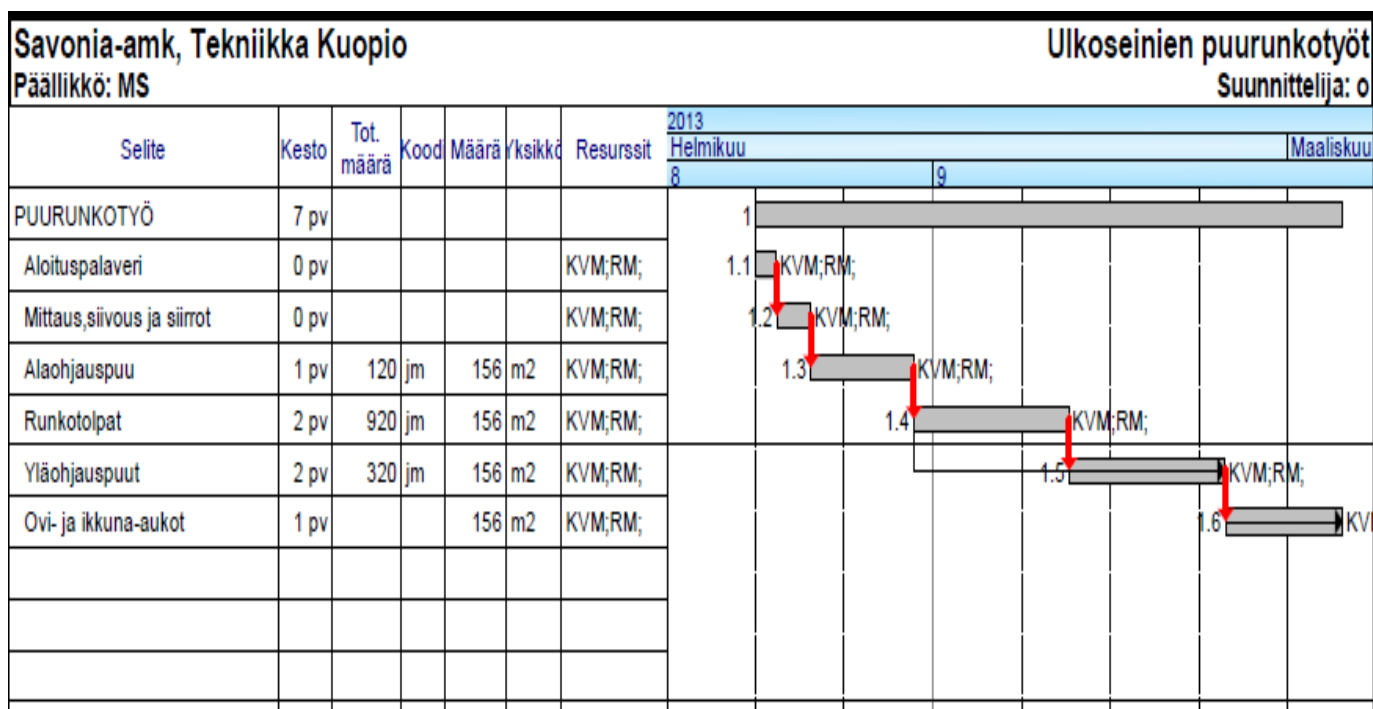 Savonia-amk, Tekniikka Kuopio Ulkoseinien puurunkotyöt
Päällikkö: MS Suunnittelija: o
Selite Kesto Tot. määrä Koodi Määrä Yksikkö Resurssit 2013
Helmikuu Maaliskuu
8 9
PUURUNKOTYÖ 7 pv 1
Aloituspalaveri 0 pv KVM;RM; 1.1 KVM;RM;
Mittaus,siivous ja siirrot 0 pv KVM;RM; 1.2 KVM;RM;
Alaohjauspuu 1 pv 120 jm 156 m2 KVM;RM; 1.3 KVM;RM;
Runkotolpat 2 pv 920 jm 156 m2 KVM;RM; 1.4 KVM;RM;
Yläohjauspuut 2 pv 320 jm 156 m2 KVM;RM; 1.5 KVM;RM;
Ovi- ja ikkuna-aukot 1 pv 156 m2 KVM;RM; 1.6 KV